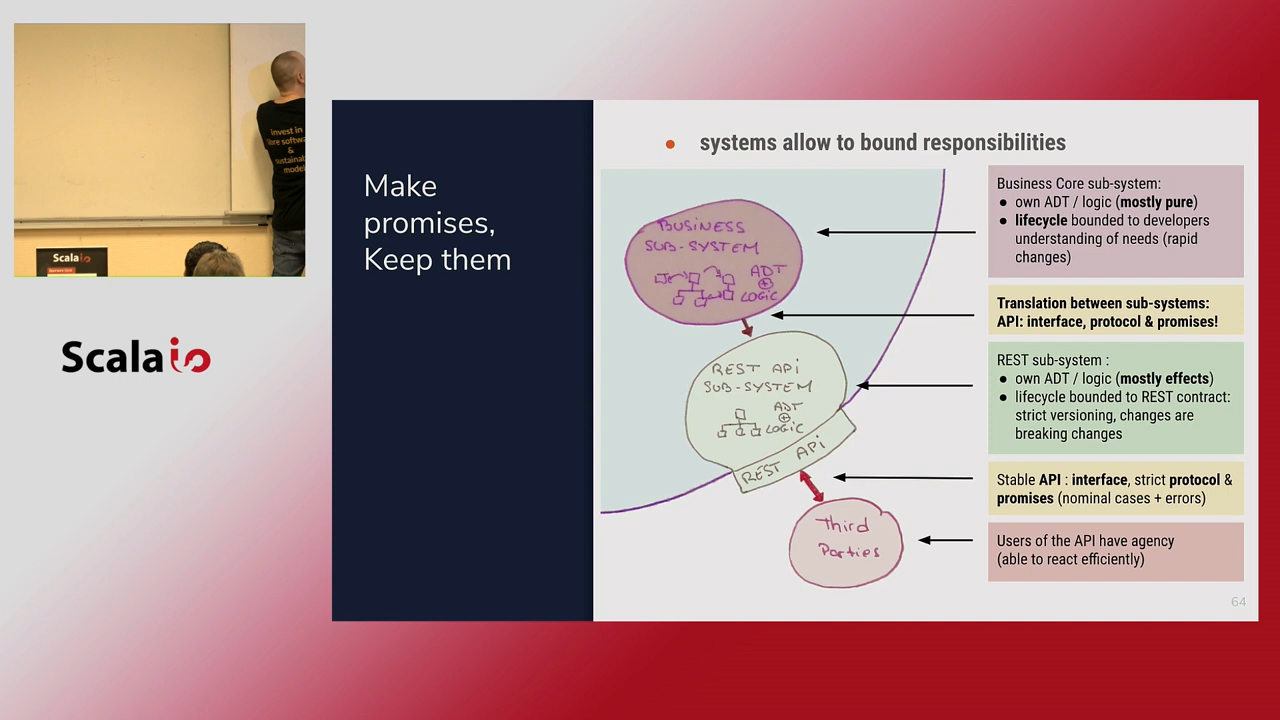 invest in
&
Scala
Scalaio
Make
promises,
Keep them
● systems allow to bound responsibilities
BUSINESS
SUB-SYSTEM
ADT
⊕
LOGIC
REST APi
SUB-SYSTEM
ADT
⊕
LOGIC
REST APi
Third
Parties
Business Core sub-system:
● own ADT / logic (mostly pure)
● lifecycle bounded to developers
understanding of needs (rapid
changes)
Translation between sub-systems:
API: interface, protocol & promises!
REST sub-system :
● own ADT / logic (mostly effects)
● lifecycle bounded to REST contract:
strict versioning, changes are
breaking changes
Stable API : interface, strict protocol &
promises (nominal cases + errors)
Users of the API have agency
(able to react efficiently)
64